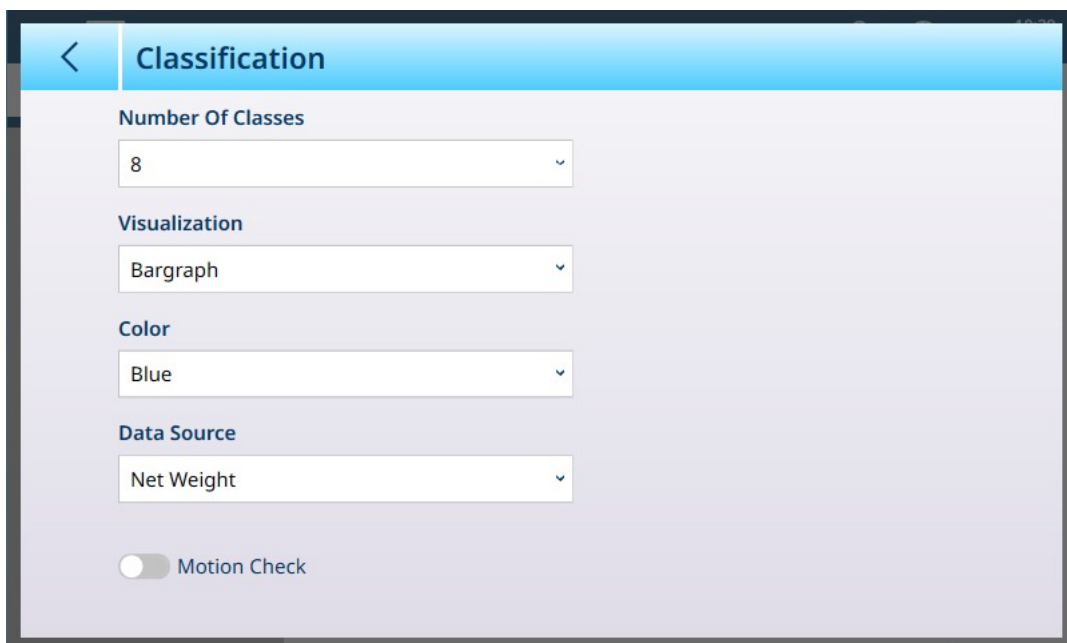 Classification
Number Of Classes
8
Visualization
Bargraph
Color
Blue
Data Source
Net Weight
Motion Check